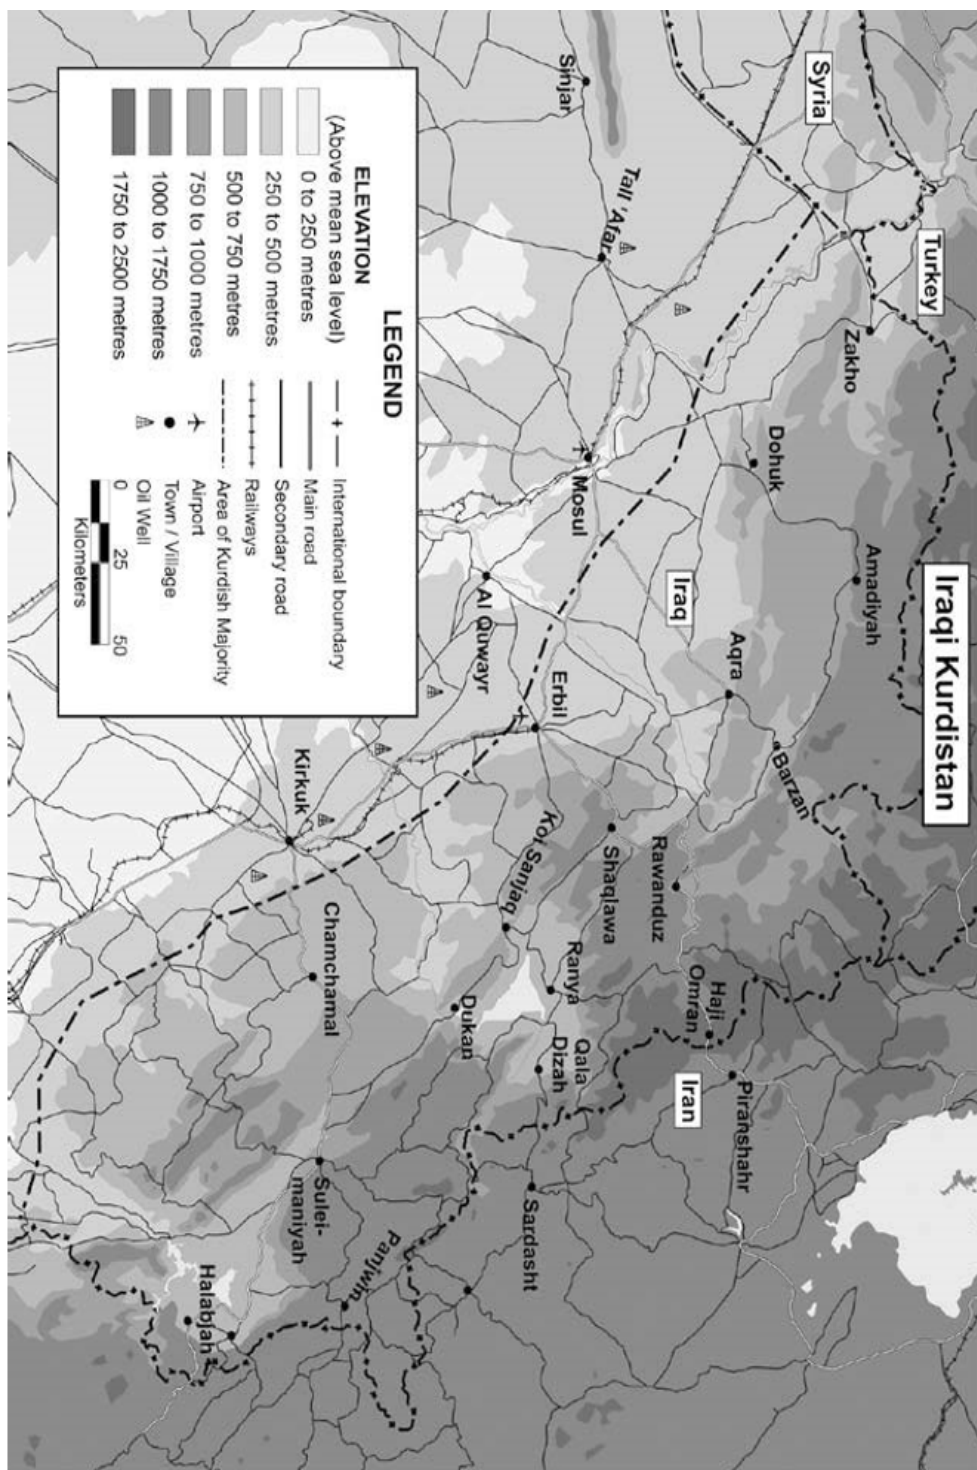 Iraqi Kurdistan
Syria
Turkey
Iraq
Iran
Sinjar
Tall 'Afar
Zakho
Dohuk
Amadiyah
Mosul
Aqra
Barzan
Al Quwayr
Erbil
Rawanduz
Shaqlawa
Koi Sanjaq
Kirkuk
Haji
Omran
Ranya
Piranshahr
Qala
Dizah
Dukan
Chamchamal
Sardasht
Sulei-
maniyah
Panjwin
Halabjah
LEGEND
ELEVATION
(Above mean sea level)
0 to 250 metres
250 to 500 metres
500 to 750 metres
750 to 1000 metres
1000 to 1750 metres
1750 to 2500 metres
International boundary
Main road
Secondary road
Railways
Area of Kurdish Majority
Airport
Town / Village
Oil Well
0 25 50
Kilometers